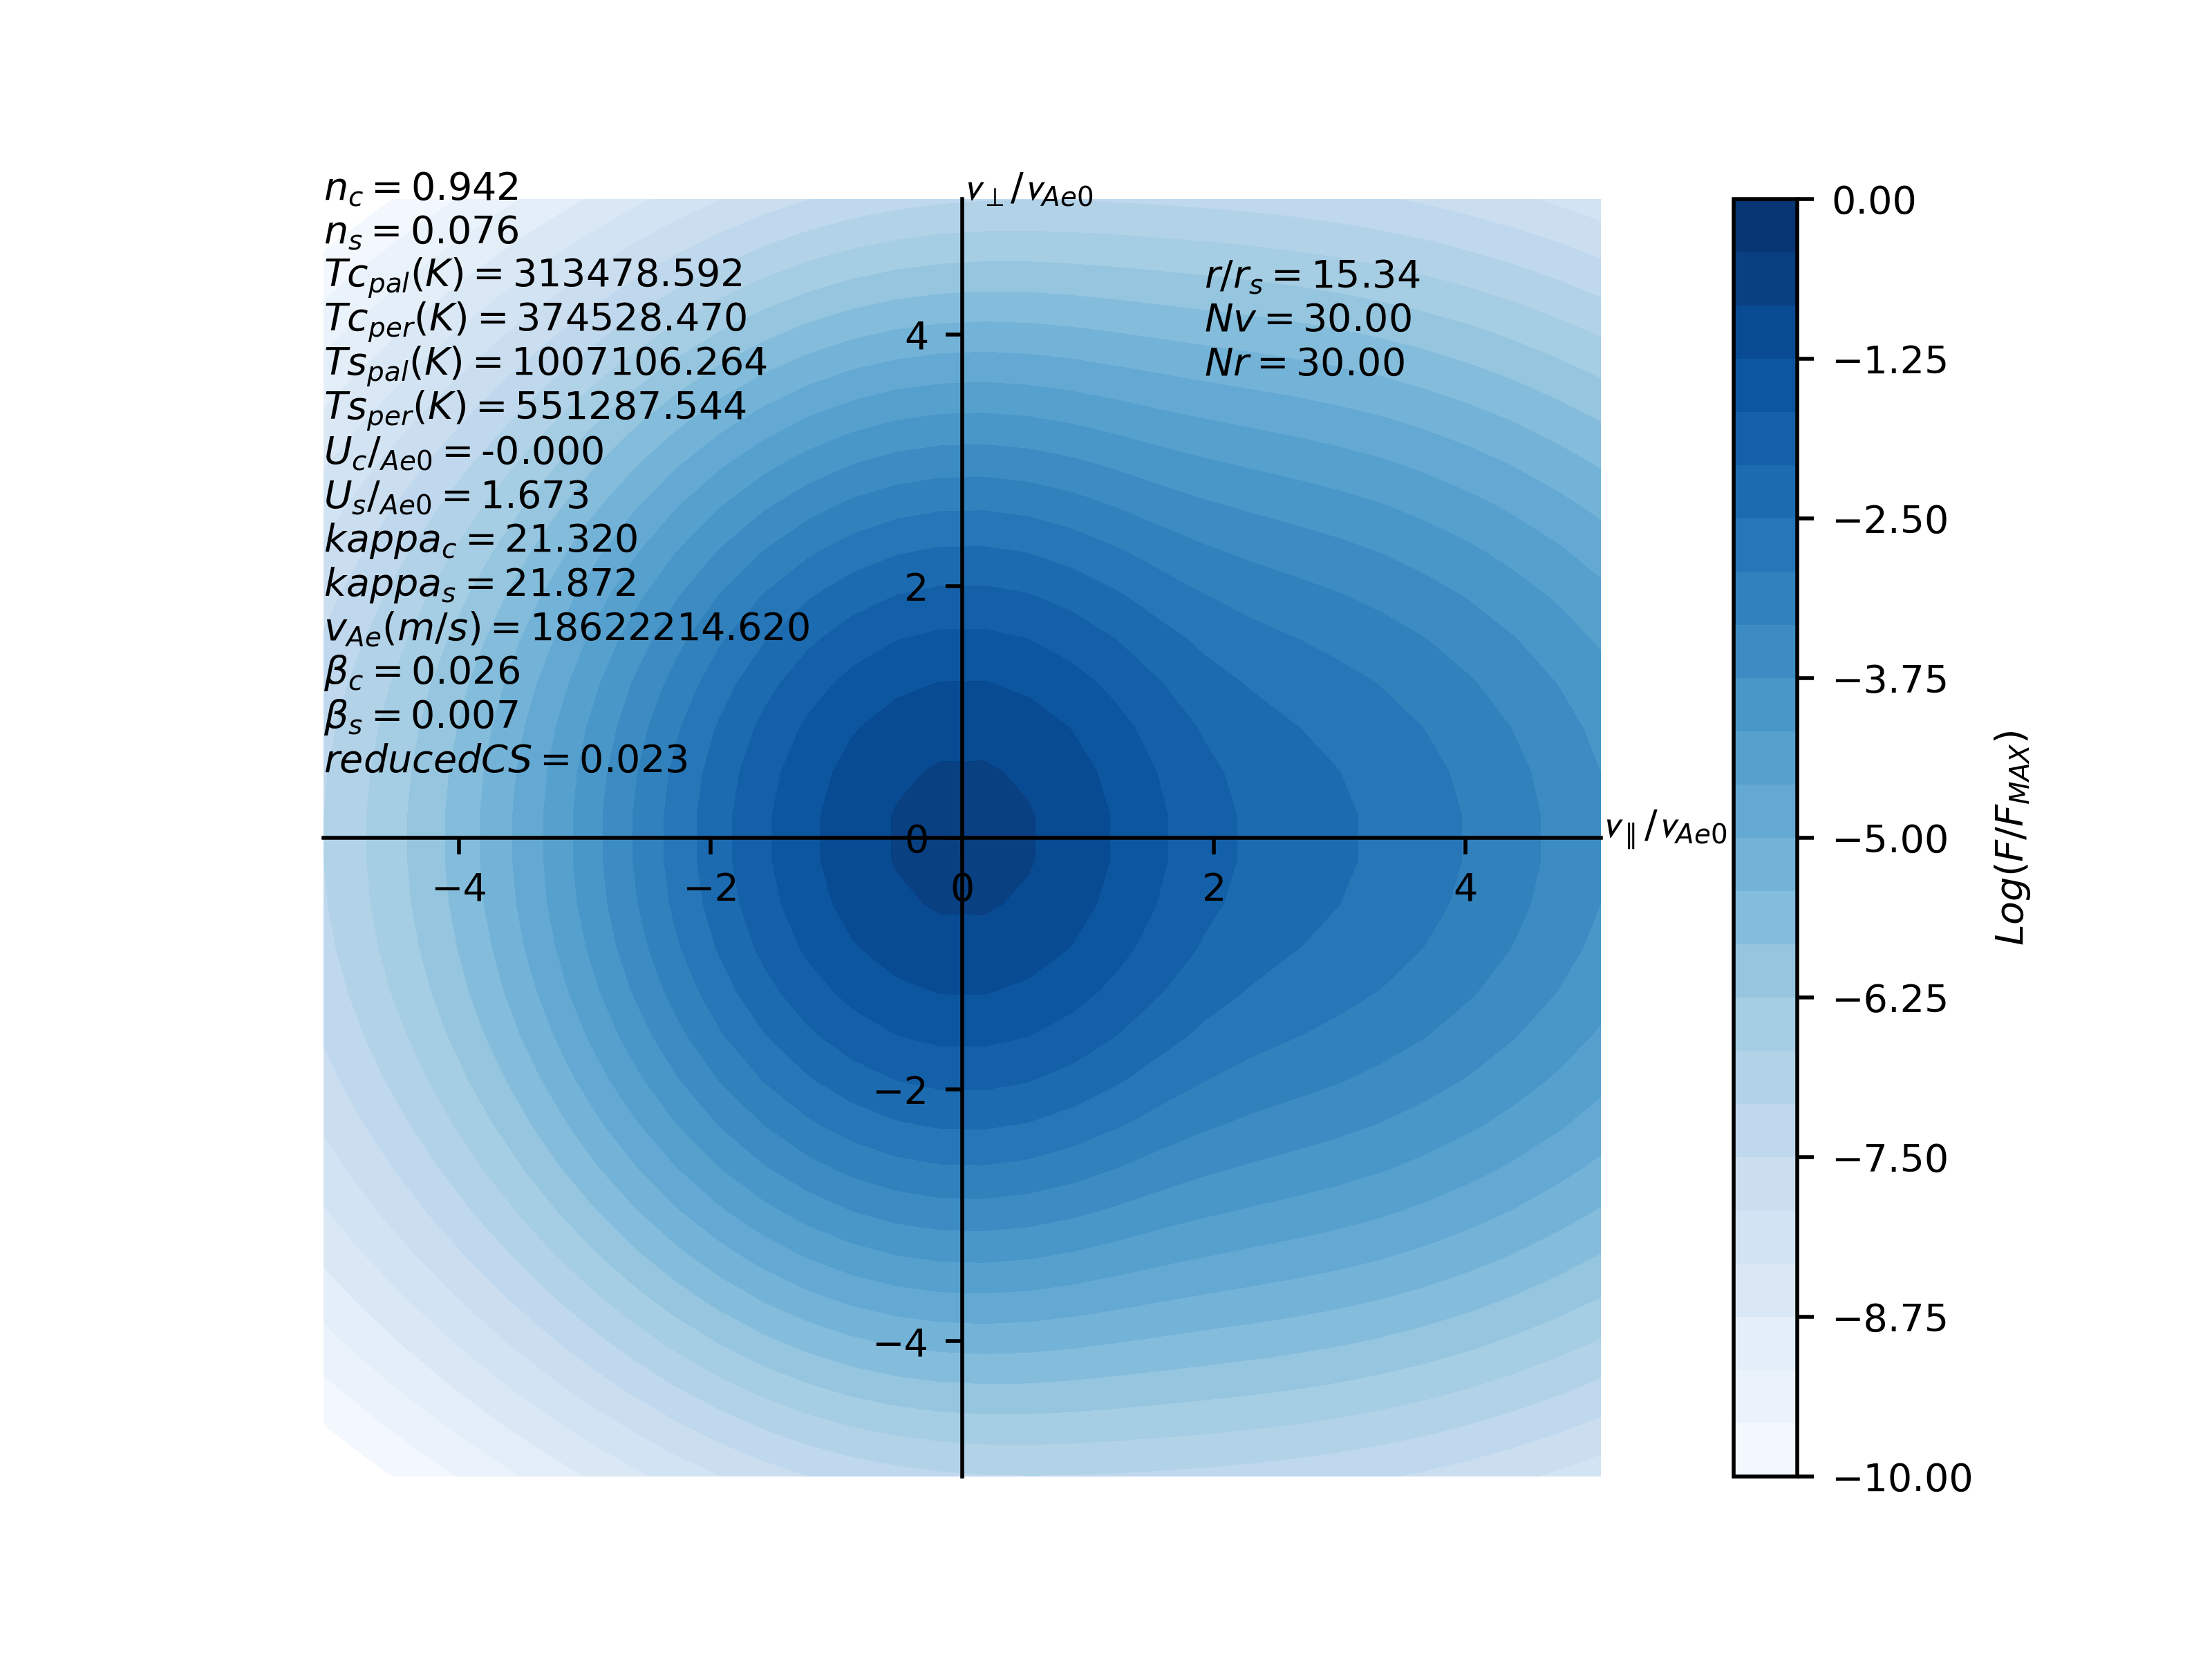 n_c = 0.942
n_s = 0.076
Tc_pal(K) = 313478.592
Tc_per(K) = 374528.470
Ts_pal(K) = 1007106.264
Ts_per(K) = 551287.544
U_c/_Ae0 = -0.000
U_s/_Ae0 = 1.673
kappa_c = 21.320
kappa_s = 21.872
v_Ae(m/s) = 18622214.620
β_c = 0.026
β_s = 0.007
reducedCS = 0.023
v_⊥/v_Ae0
r/r_s = 15.34
Nv = 30.00
Nr = 30.00
4
2
0
−2
−4
−4 −2 0 2 4
v_∥/v_Ae0
0.00
−1.25
−2.50
−3.75
−5.00
−6.25
−7.50
−8.75
−10.00
Log(F/F_MAX)